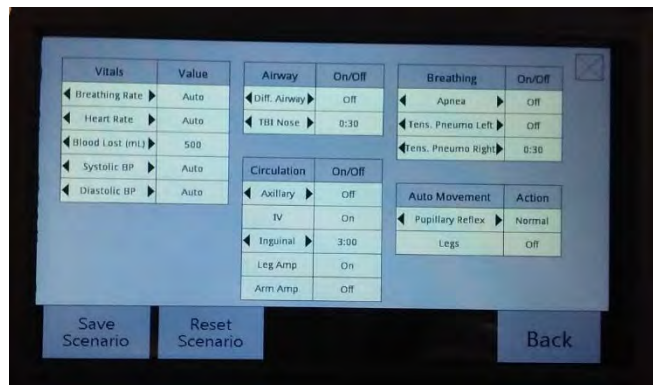 Vitals Value
Breathing Rate Auto
Heart Rate Auto
Blood Lost (mL) 500
Systolic BP Auto
Diastolic BP Auto
Airway On/Off
Diff. Airway Off
TBI Nose 0:30
Circulation On/Off
Axillary Off
IV On
Inguinal 3:00
Leg Amp On
Arm Amp Off
Breathing On/Off
Apnea Off
Tens. Pneumo Left Off
Tens. Pneumo Right 0:30
Auto Movement Action
Pupillary Reflex Normal
Legs Off
Save
Scenario
Reset
Scenario
Back